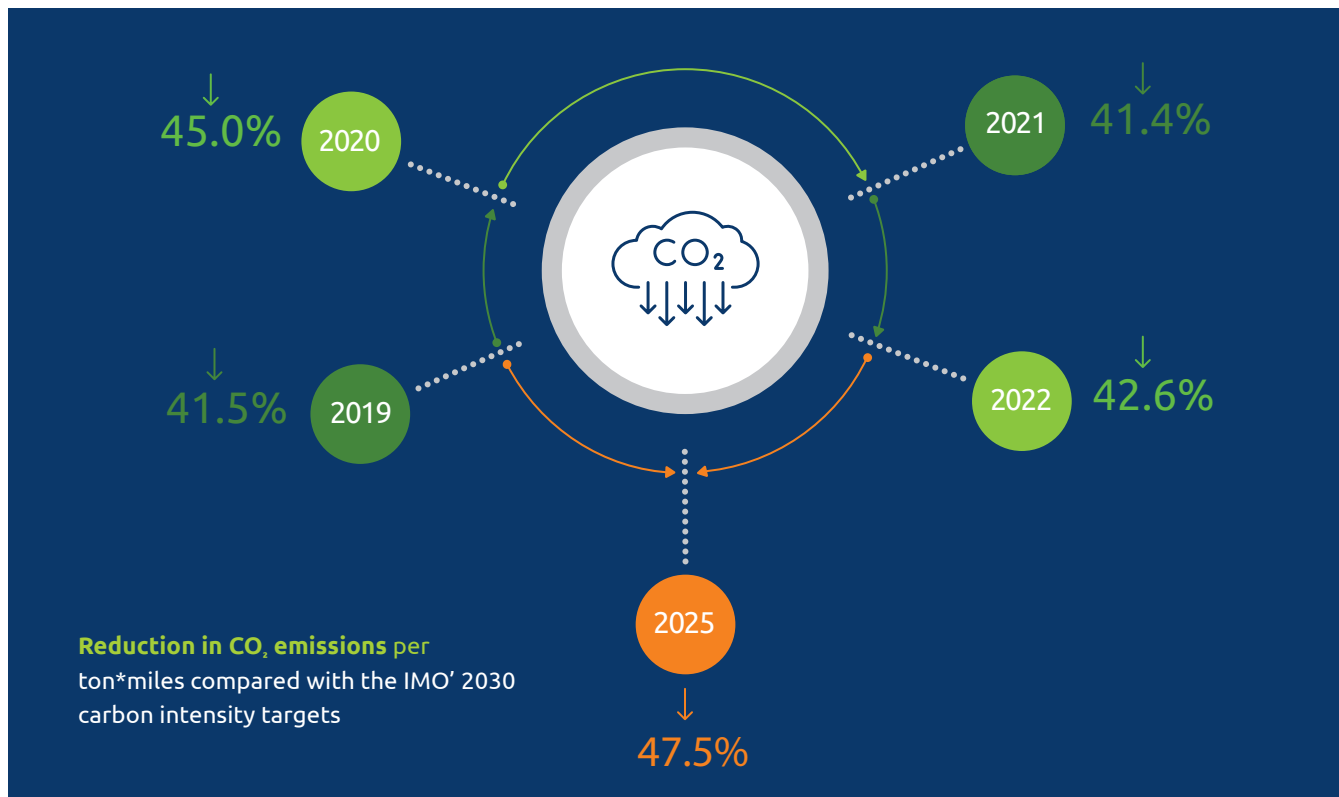 45.0%
2020
2021
41.4%
CO₂
41.5%
2019
2022
42.6%
2025
47.5%
Reduction in CO₂ emissions per
ton*miles compared with the IMO’ 2030
carbon intensity targets